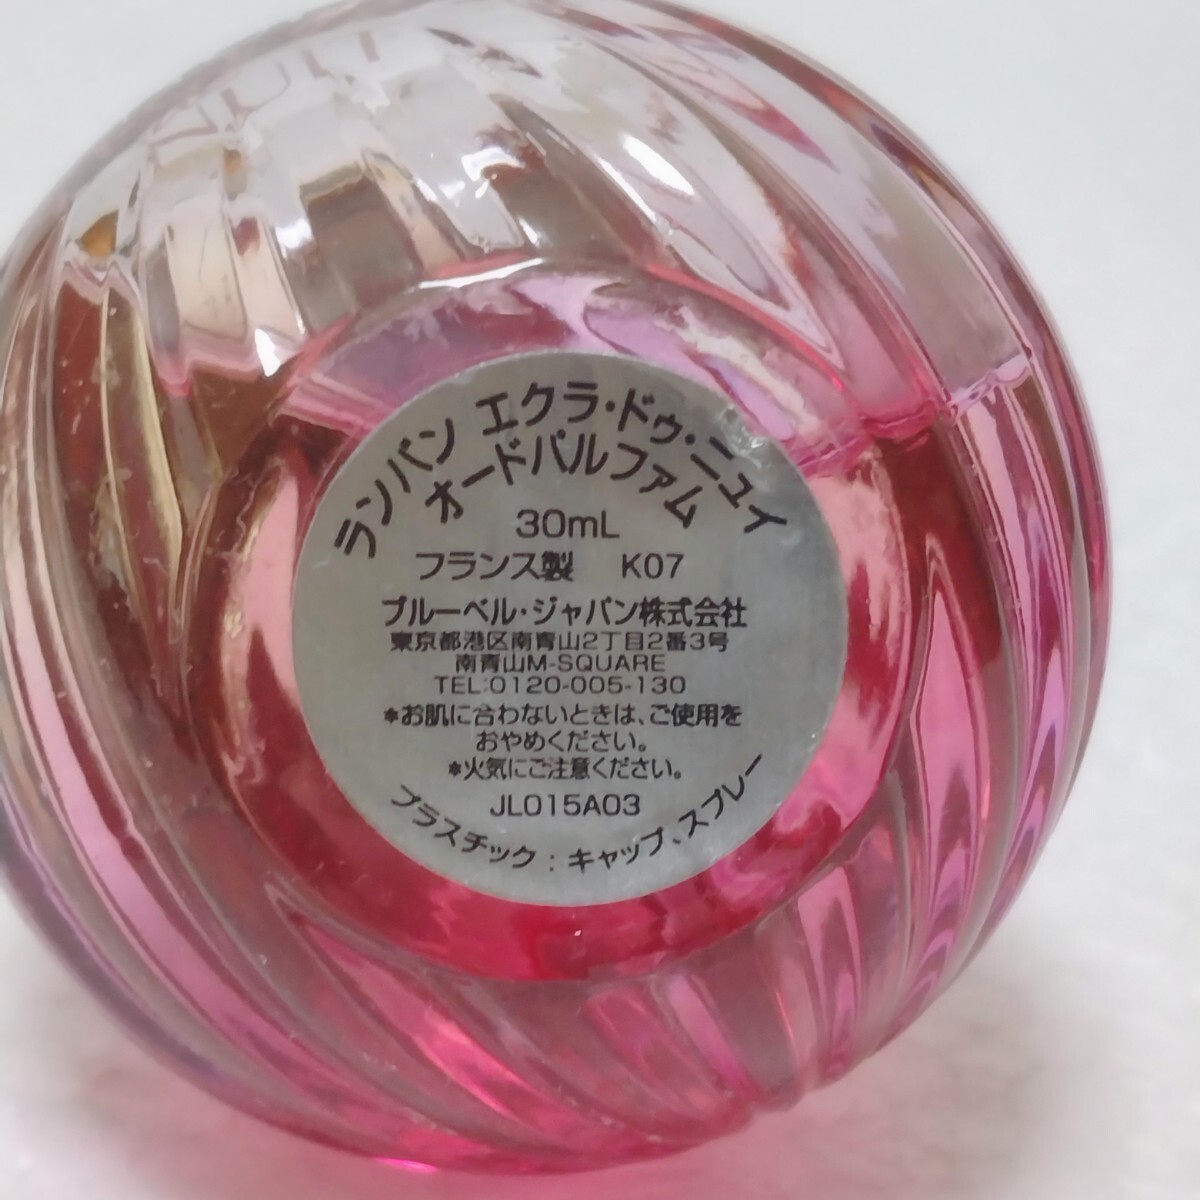 ランバン エクラ・ドゥ・ニュイ
オードパルファム
30mL
フランス製 K07
ブルーベル・ジャパン株式会社
東京都港区南青山2丁目2番3号
南青山M-SQUARE
TEL:0120-005-130
*お肌に合わないときは、ご使用を
おやめください。
*火気にご注意ください。
JL015A03
プラスチック:キャップ、スプレー